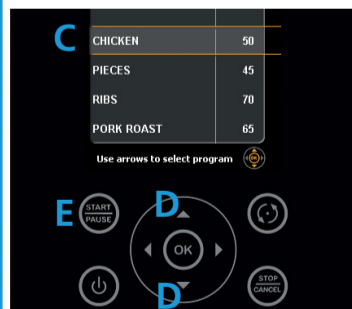 C CHICKEN 50
PIECES 45
RIBS 70
PORK ROAST 65
Use arrows to select program OK
E START PAUSE D
OK
D STOP CANCEL